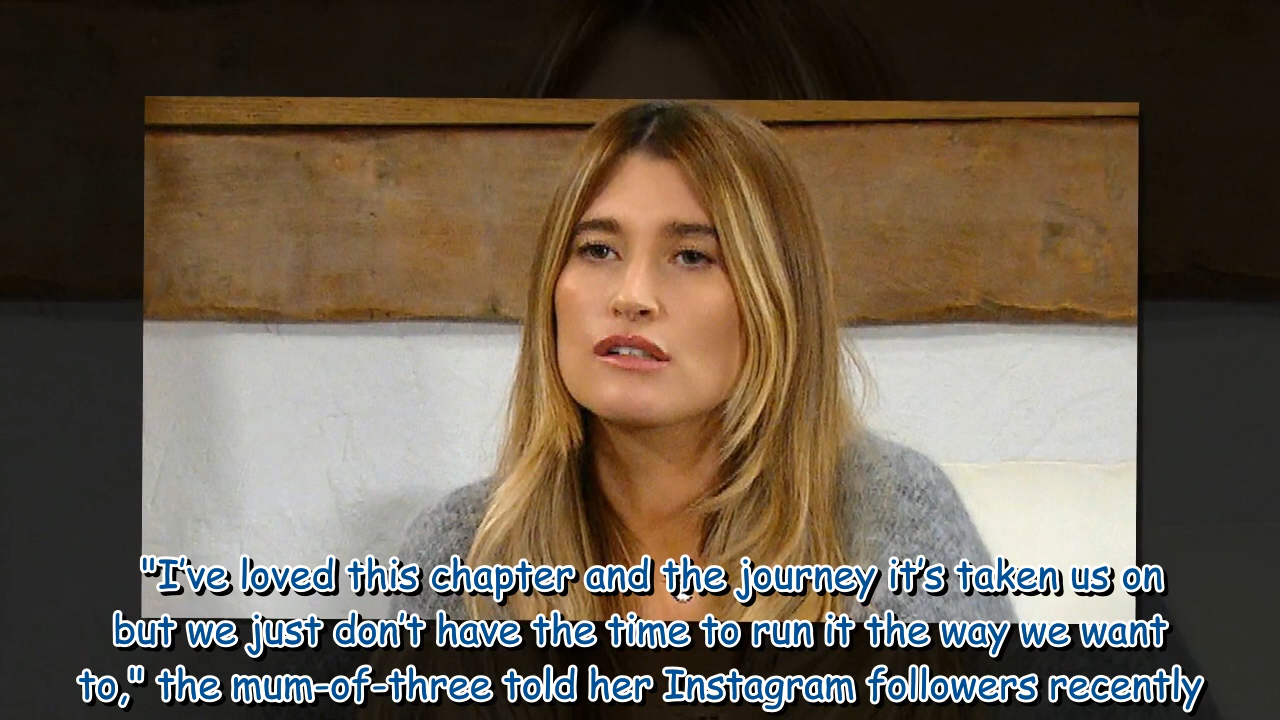 "I've loved this chapter and the journey it's taken us on
but we just don't have the time to run it the way we want
to," the mum-of-three told her Instagram followers recently